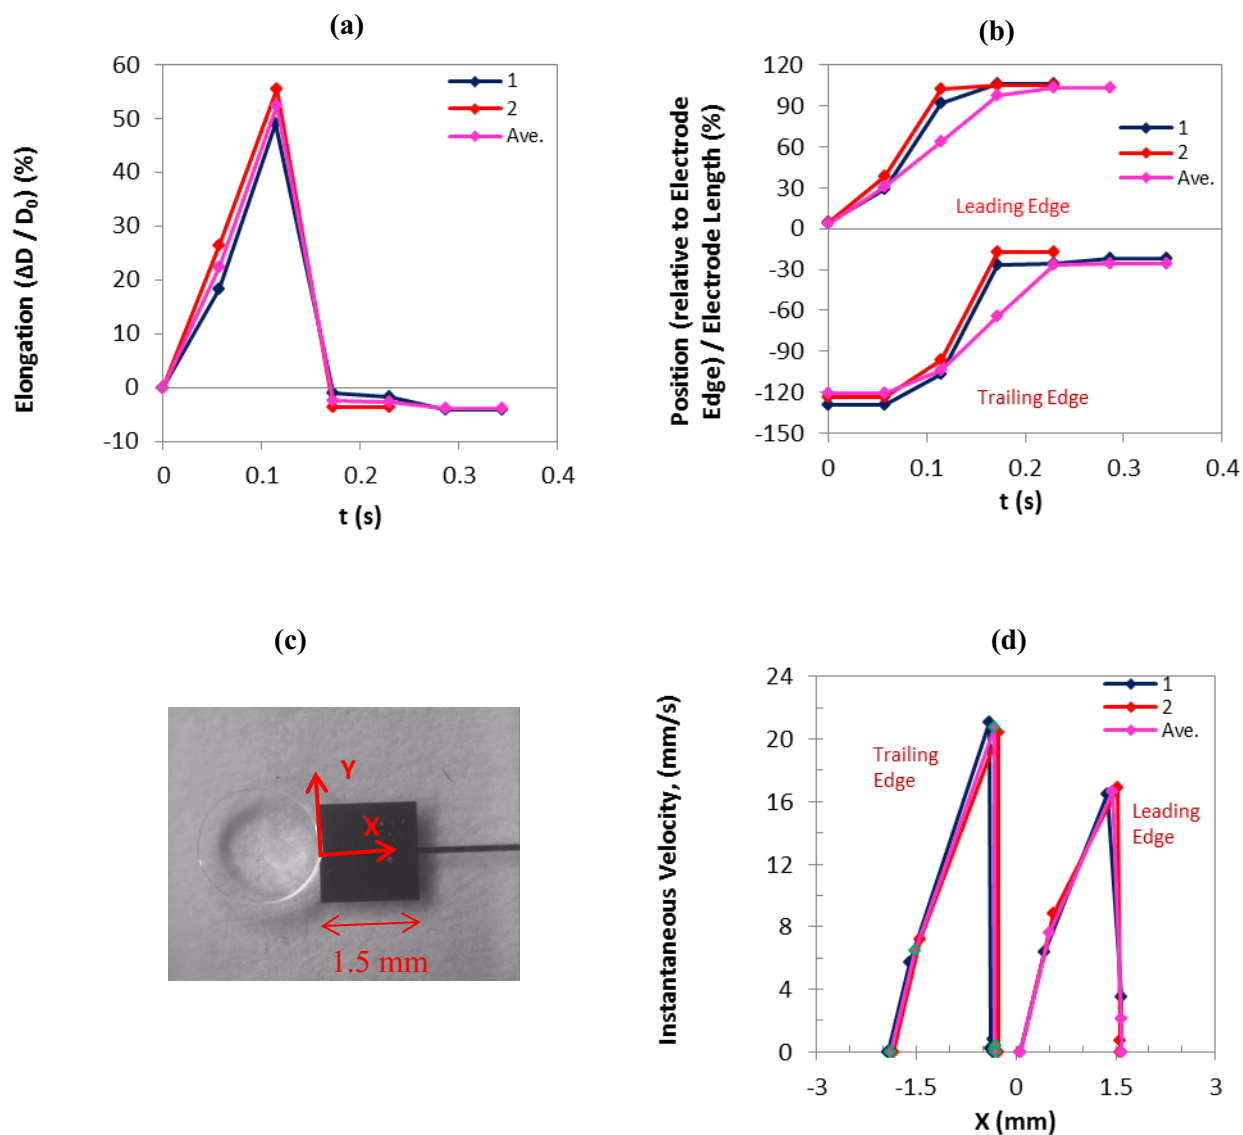 (a)
Elongation (ΔD / D₀) (%)
60
50
40
30
20
10
0
-10
0 0.1 0.2 0.3 0.4
t (s)
1
2
Ave.
(b)
Position (relative to Electrode
Edge) / Electrode Length (%)
120
90
60
30
0
-30
-60
-90
-120
-150
0 0.1 0.2 0.3 0.4
t (s)
1
2
Ave.
Leading Edge
Trailing Edge
(c)
Y
X
1.5 mm
(d)
Instantaneous Velocity, (mm/s)
24
20
16
12
8
4
0
-3 -1.5 0 1.5 3
X (mm)
1
2
Ave.
Trailing
Edge
Leading
Edge